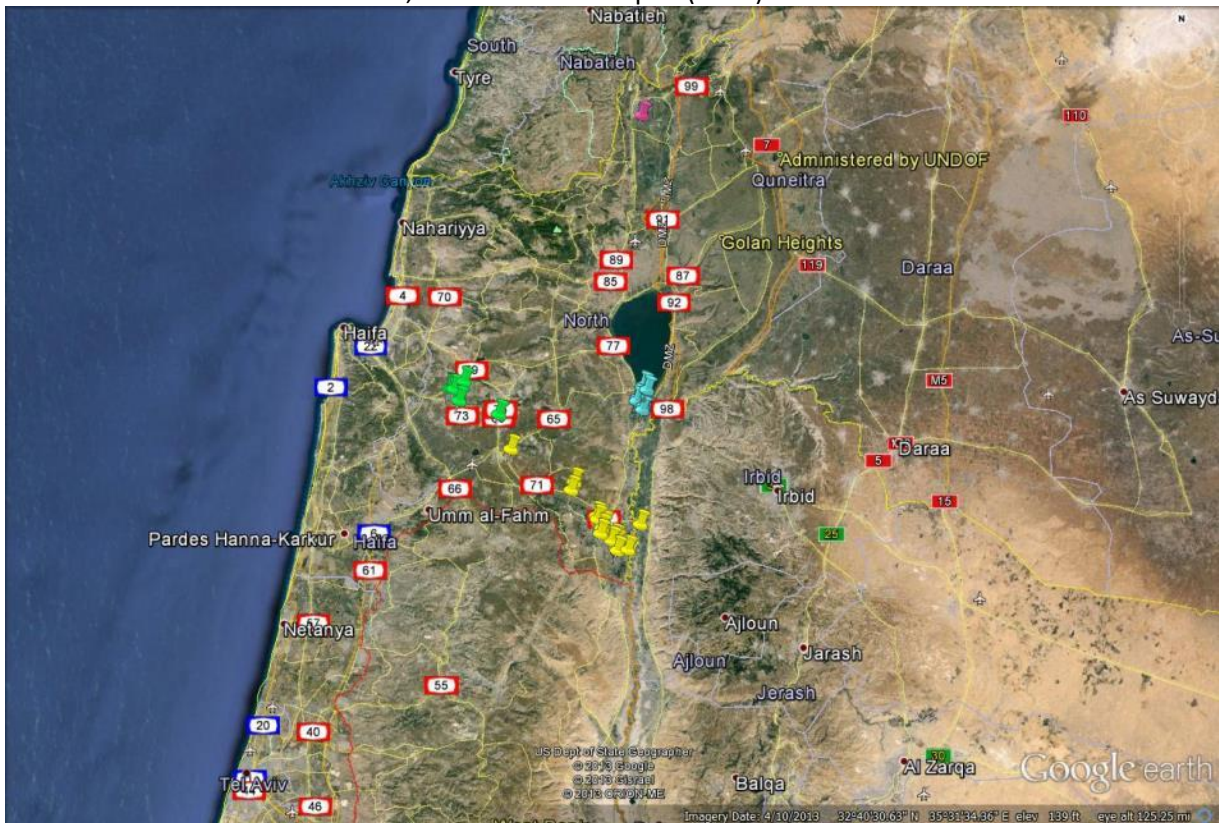 Nabatieh
South
Nabatieh
Tyre
99
110
7
Administered by UNDOF
Quneitra
Akhziv Canyon
91
DMZ
Nahariyya
Golan Heights
89
119
Daraa
87
85
4
70
92
North
Haifa
22
77
As-Su
DMZ
2
M5
As Suwayd
98
73
65
Daraa
5
Irbid
Irbid
71
66
15
Umm al-Fahm
Pardes Hanna-Karkur
6
Haifa
25
61
57
Netanya
Ajloun
Jarash
Ajloun
55
Jerash
20
40
US Dept of State Geographer
© 2013 Google
© 2013 Gisrael
© 2013 ORION-ME
30
Al Zarqa
Google earth
Tel Aviv
44
Balqa
46
Imagery Date: 4/10/2013 32°40'30.63" N 35°31'34.36" E elev 139 ft eye alt 125.25 mi
N